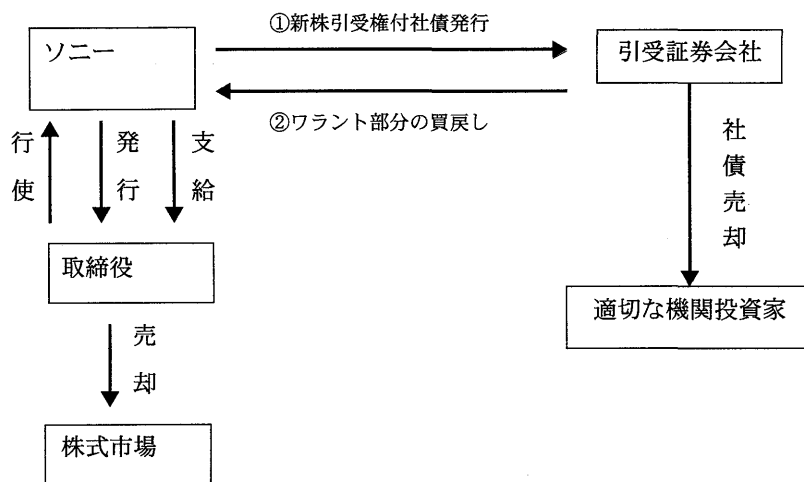 ①新株引受権付社債発行
ソニー
引受証券会社
②ワラント部分の買戻し
行使
発行
支給
社債売却
取締役
適切な機関投資家
売却
株式市場